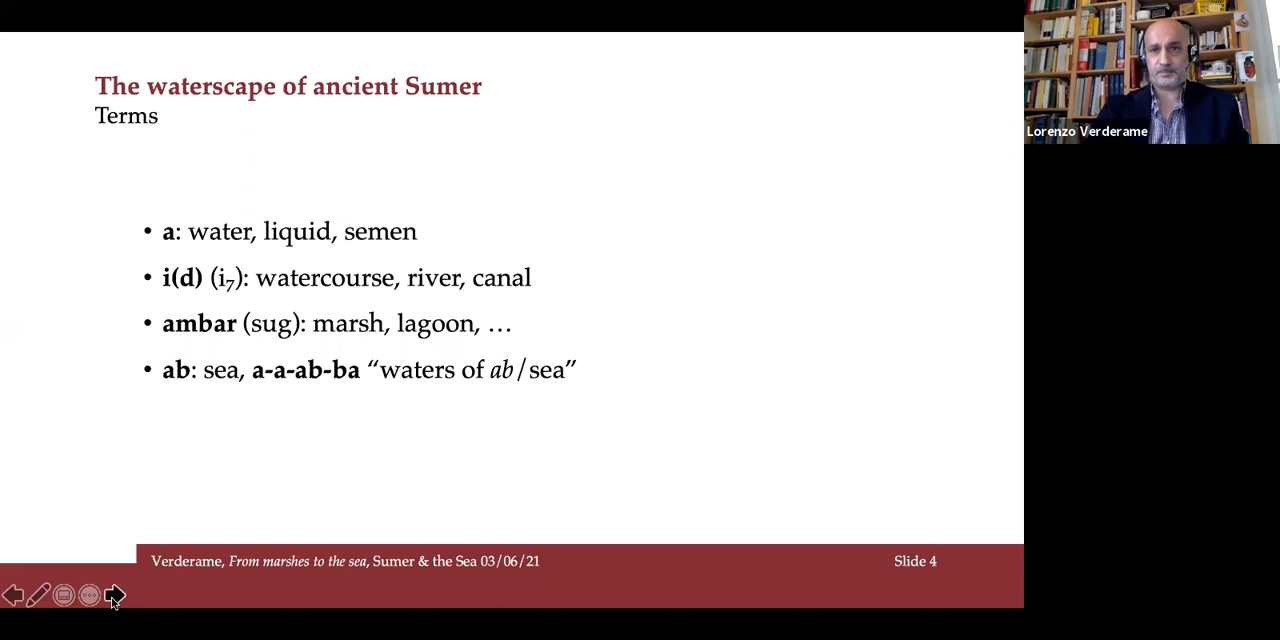 The waterscape of ancient Sumer
Terms
• a: water, liquid, semen
• i(d) (i₇): watercourse, river, canal
• ambar (sug): marsh, lagoon, …
• ab: sea, a-a-ab-ba “waters of ab/sea”
Verderame, From marshes to the sea, Sumer & the Sea 03/06/21
Slide 4
Lorenzo Verderame